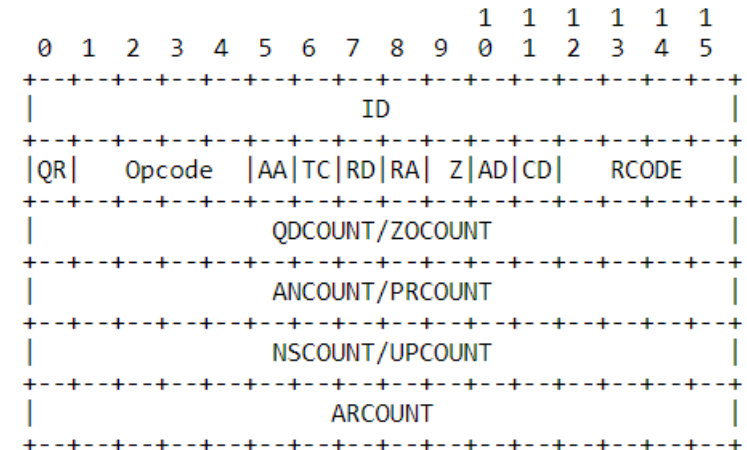 1  1  1  1  1  1
  0  1  2  3  4  5  6  7  8  9  0  1  2  3  4  5
+--+--+--+--+--+--+--+--+--+--+--+--+--+--+--+--+
|                      ID                       |
+--+--+--+--+--+--+--+--+--+--+--+--+--+--+--+--+
|QR|   Opcode  |AA|TC|RD|RA| Z|AD|CD|   RCODE   |
+--+--+--+--+--+--+--+--+--+--+--+--+--+--+--+--+
|                QDCOUNT/ZOCOUNT                |
+--+--+--+--+--+--+--+--+--+--+--+--+--+--+--+--+
|                ANCOUNT/PRCOUNT                |
+--+--+--+--+--+--+--+--+--+--+--+--+--+--+--+--+
|                NSCOUNT/UPCOUNT                |
+--+--+--+--+--+--+--+--+--+--+--+--+--+--+--+--+
|                    ARCOUNT                    |
+--+--+--+--+--+--+--+--+--+--+--+--+--+--+--+--+